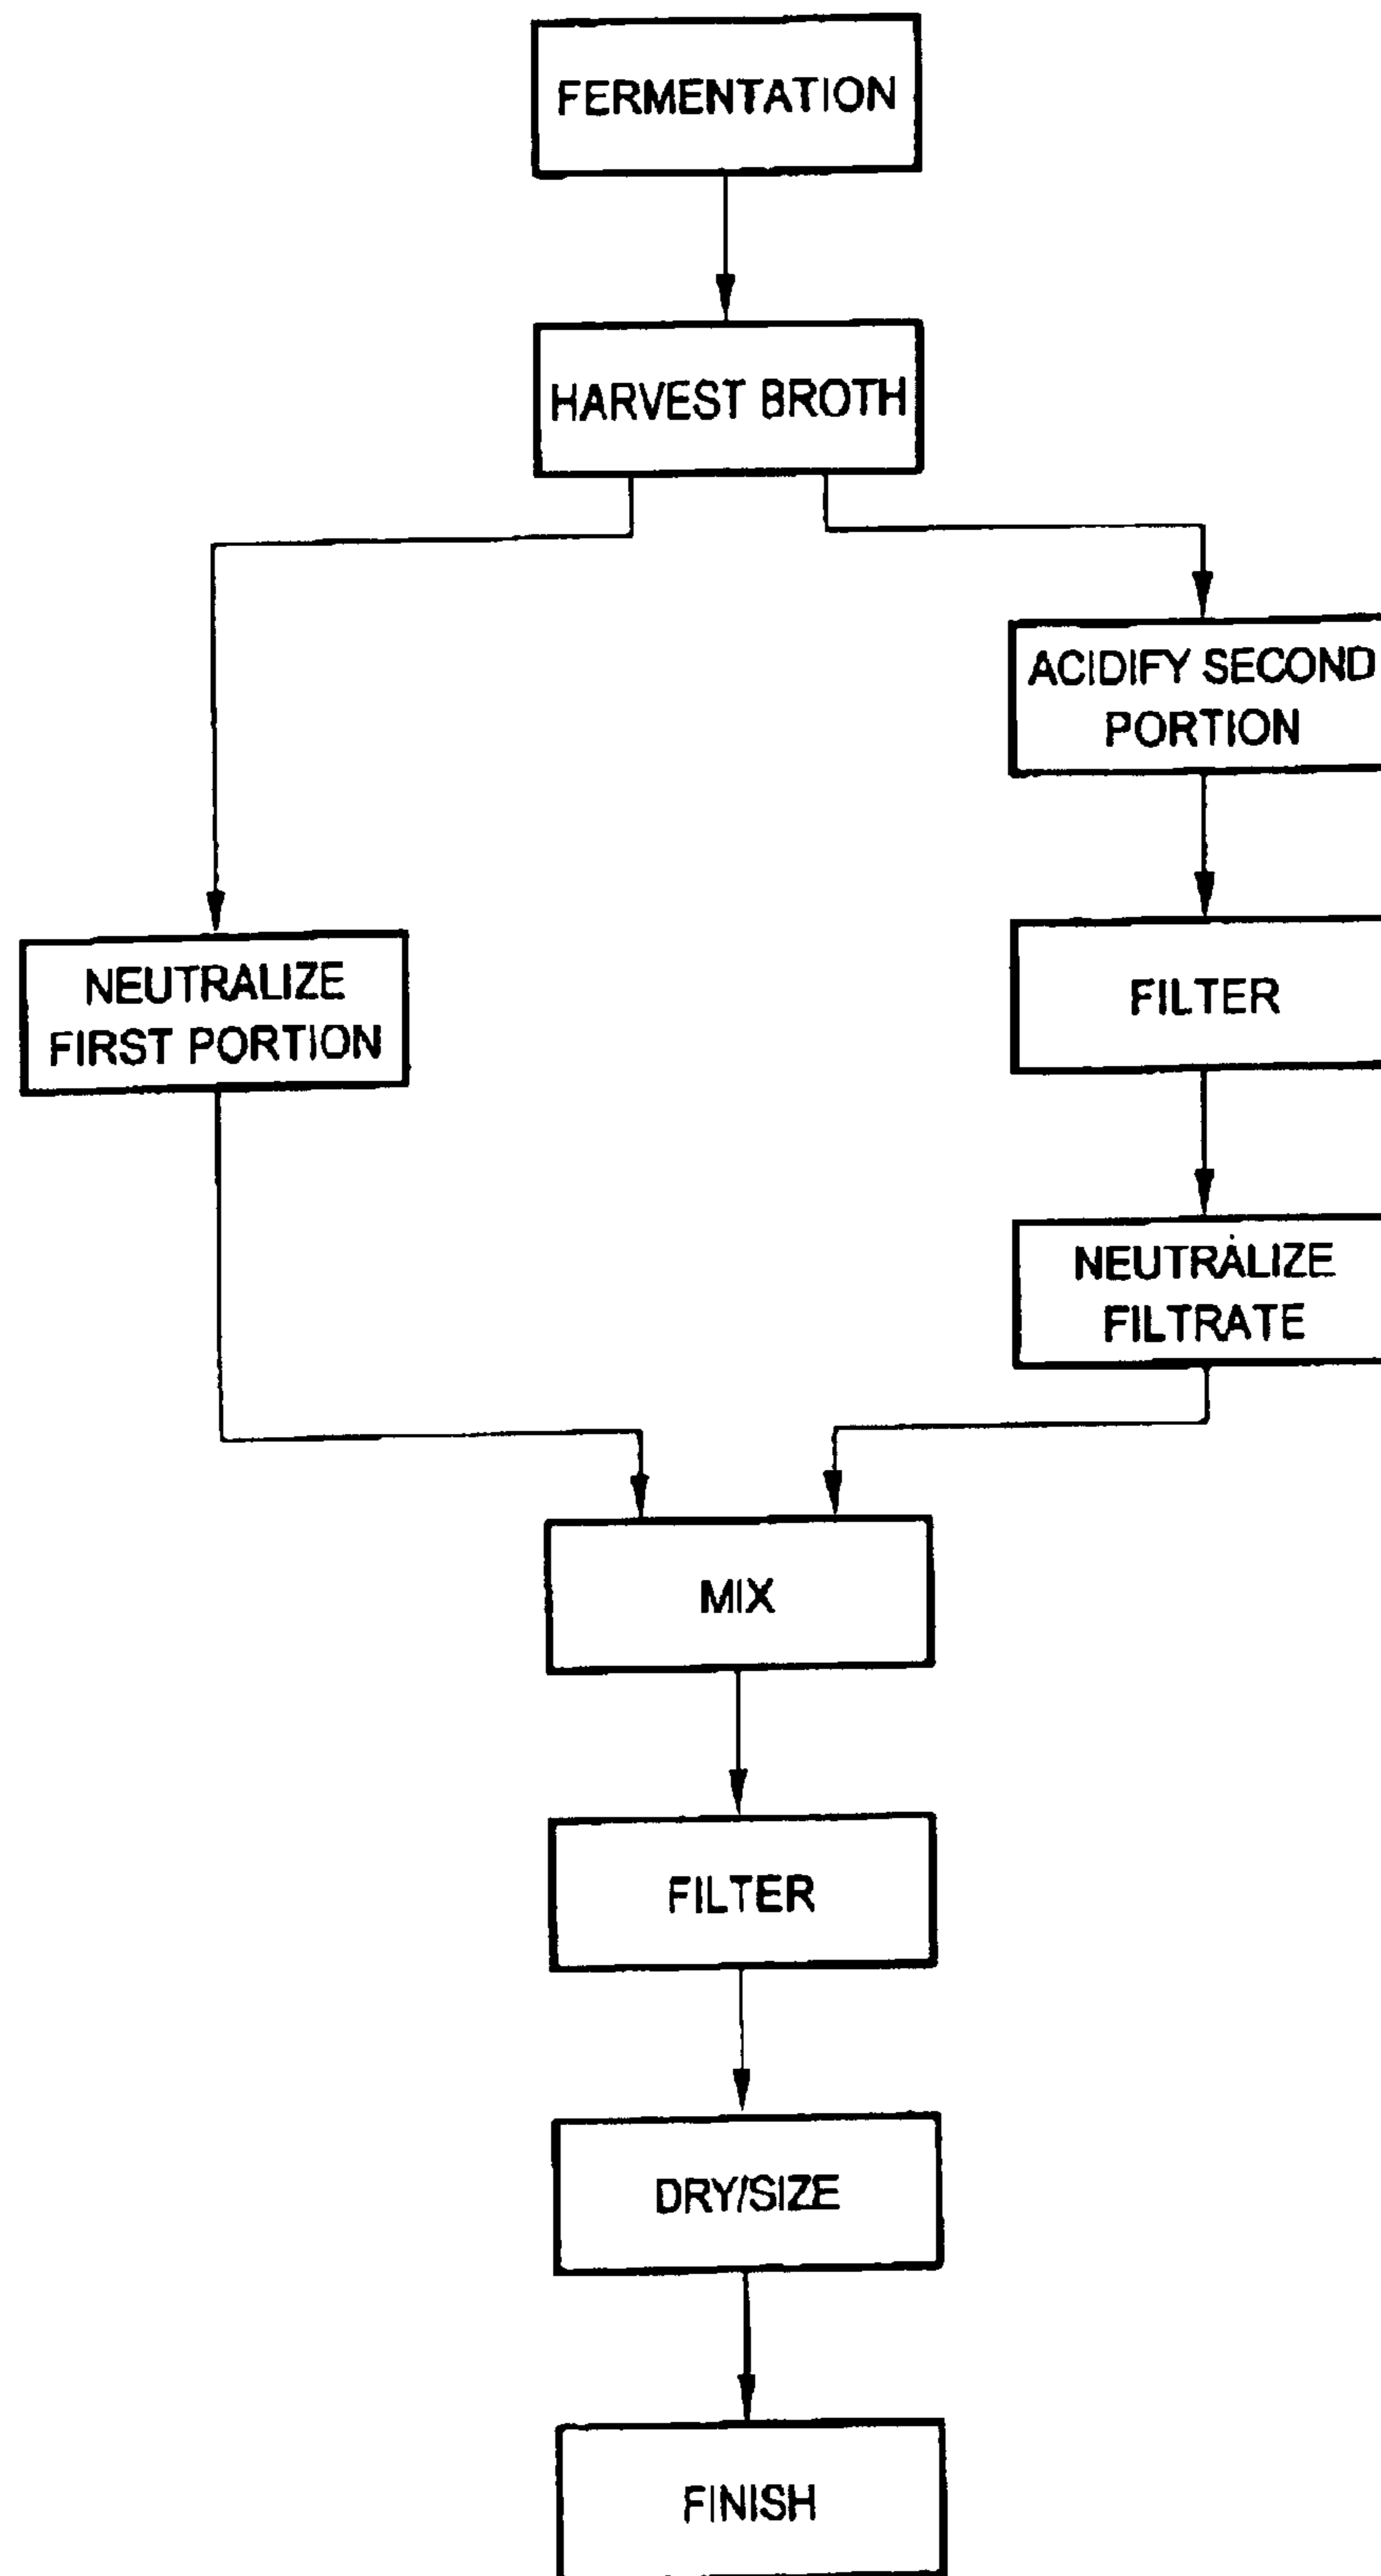 FERMENTATION
HARVEST BROTH
ACIDIFY SECOND
PORTION
NEUTRALIZE
FIRST PORTION
FILTER
NEUTRALIZE
FILTRATE
MIX
FILTER
DRY/SIZE
FINISH